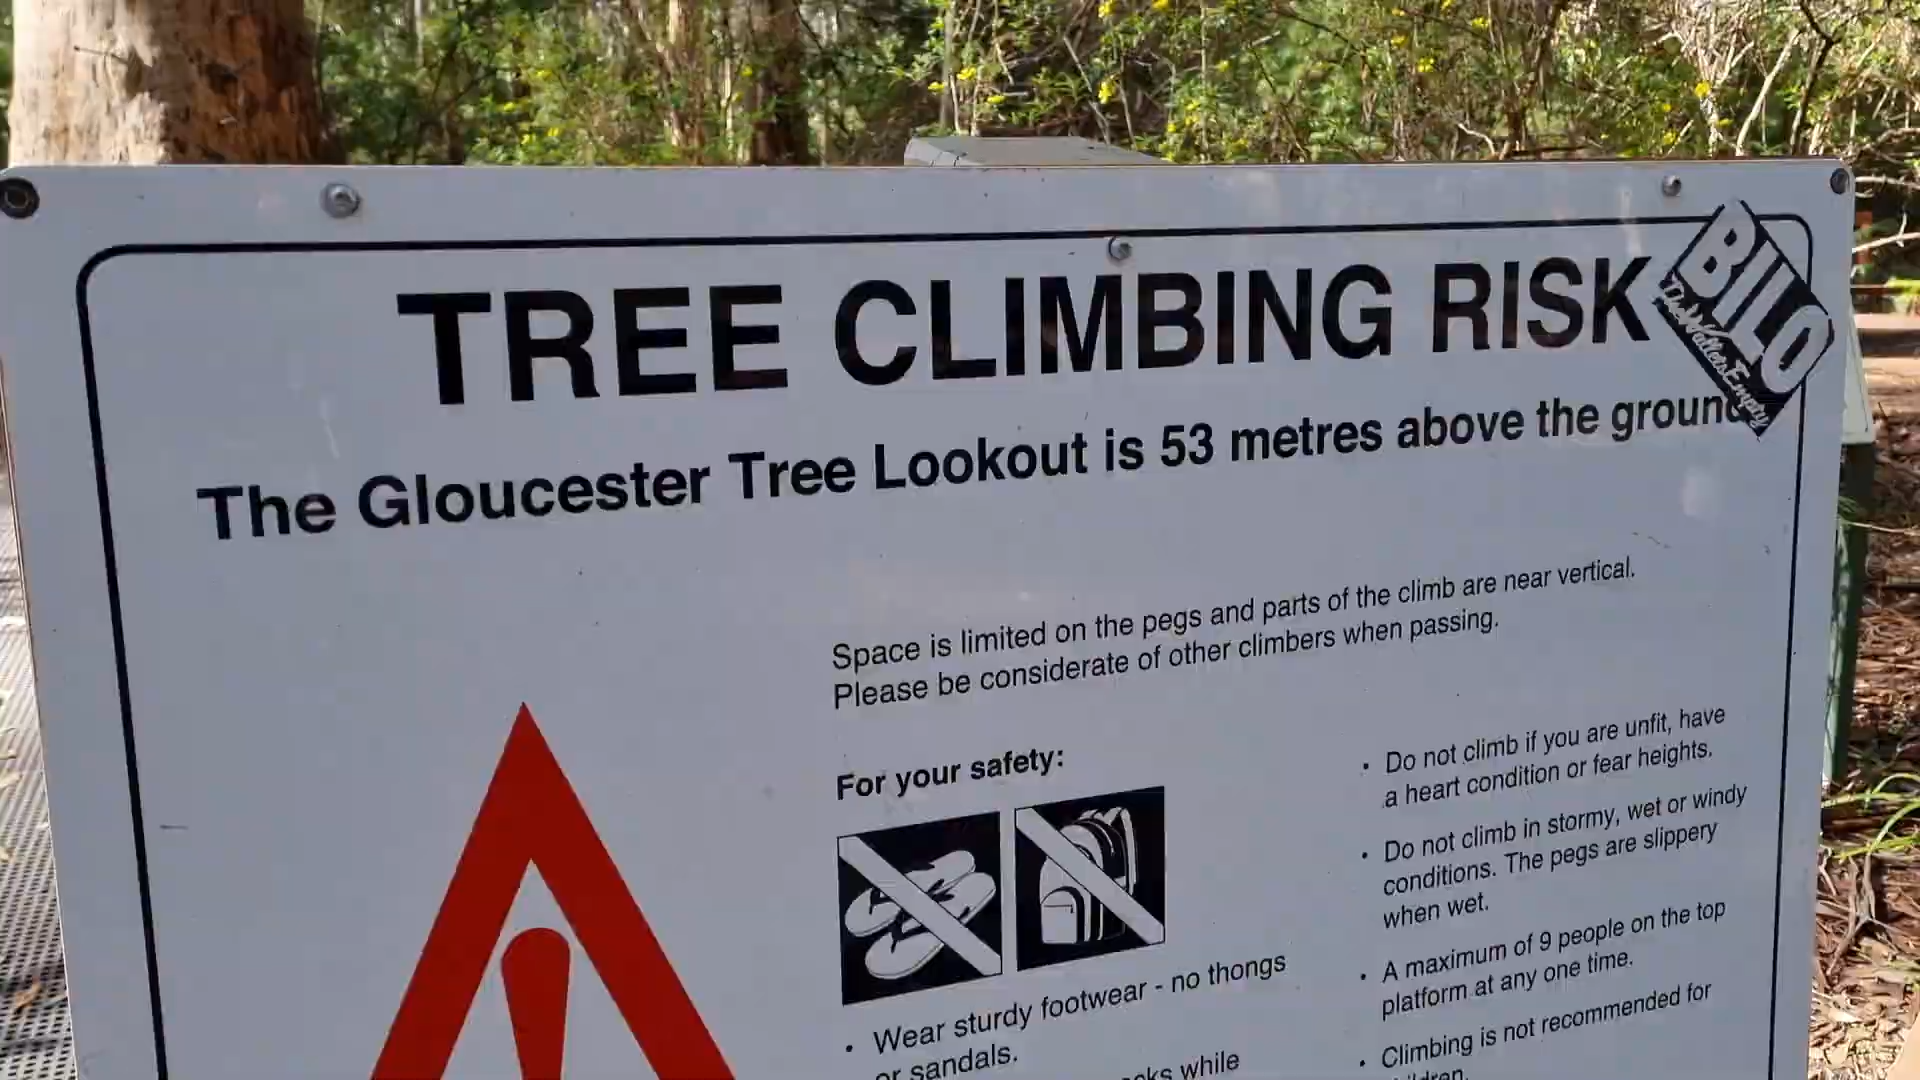 TREE CLIMBING RISK
BILO
The Wallets Empty
The Gloucester Tree Lookout is 53 metres above the ground
Space is limited on the pegs and parts of the climb are near vertical.
Please be considerate of other climbers when passing.
For your safety:
• Wear sturdy footwear - no thongs
or sandals.
while
• Do not climb if you are unfit, have
a heart condition or fear heights.
• Do not climb in stormy, wet or windy
conditions. The pegs are slippery
when wet.
• A maximum of 9 people on the top
platform at any one time.
• Climbing is not recommended for